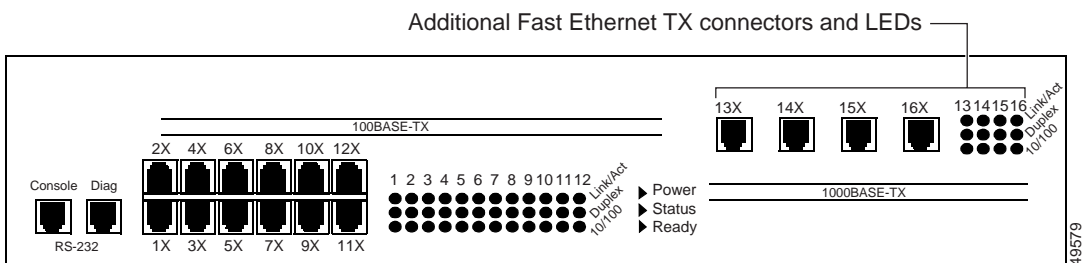 Additional Fast Ethernet TX connectors and LEDs
13X 14X 15X 16X 13 14 15 16 Link/Act
Duplex
10/100
100BASE-TX
2X 4X 6X 8X 10X 12X
1 2 3 4 5 6 7 8 9 10 11 12 Link/Act
Duplex
10/100
Power
Status
Ready
1000BASE-TX
Console Diag
RS-232
1X 3X 5X 7X 9X 11X
49579